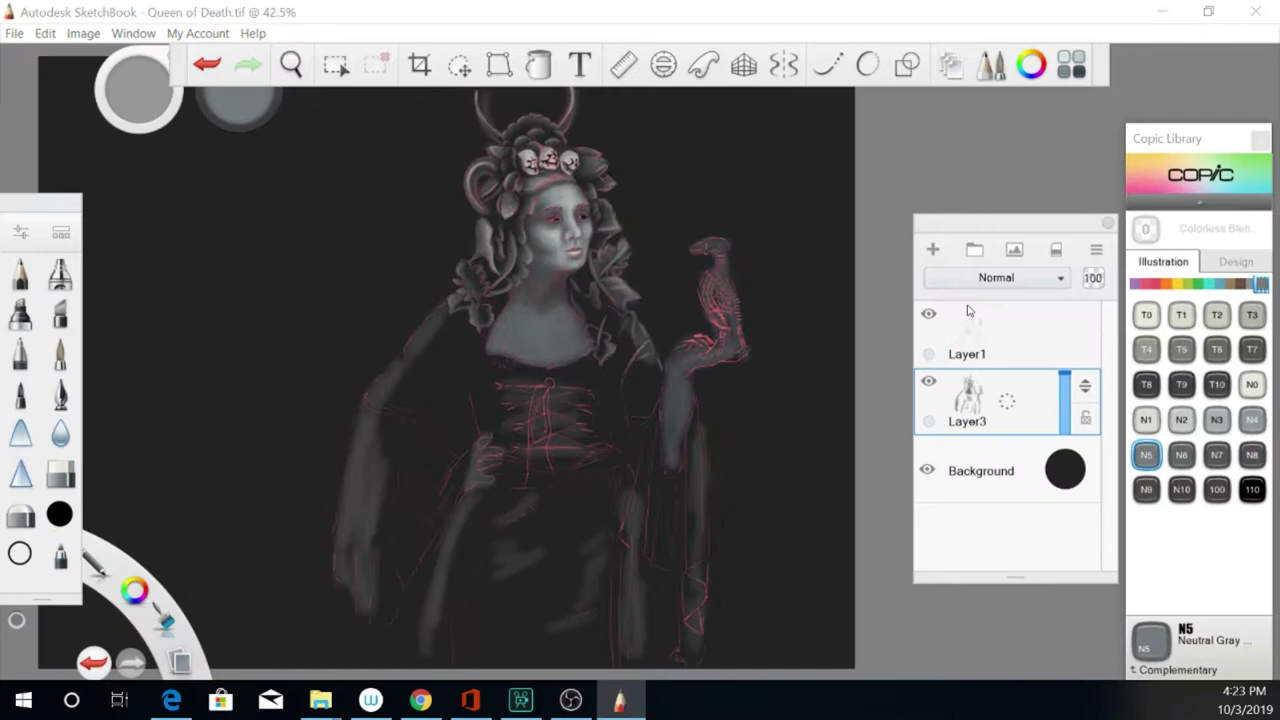 Autodesk SketchBook - Queen of Death.tif @ 42.5%
File Edit Image Window My Account Help
T
Copic Library
COPIC
0 Colorless Blen...
Illustration Design
Normal 100
Layer1
Layer3
Background
T0 T1 T2 T3
T4 T5 T6 T7
T8 T9 T10 N0
N1 N2 N3 N4
N5 N6 N7 N8
N9 N10 100 110
N5
N5
Neutral Gray ...
Complementary
4:23 PM
10/3/2019